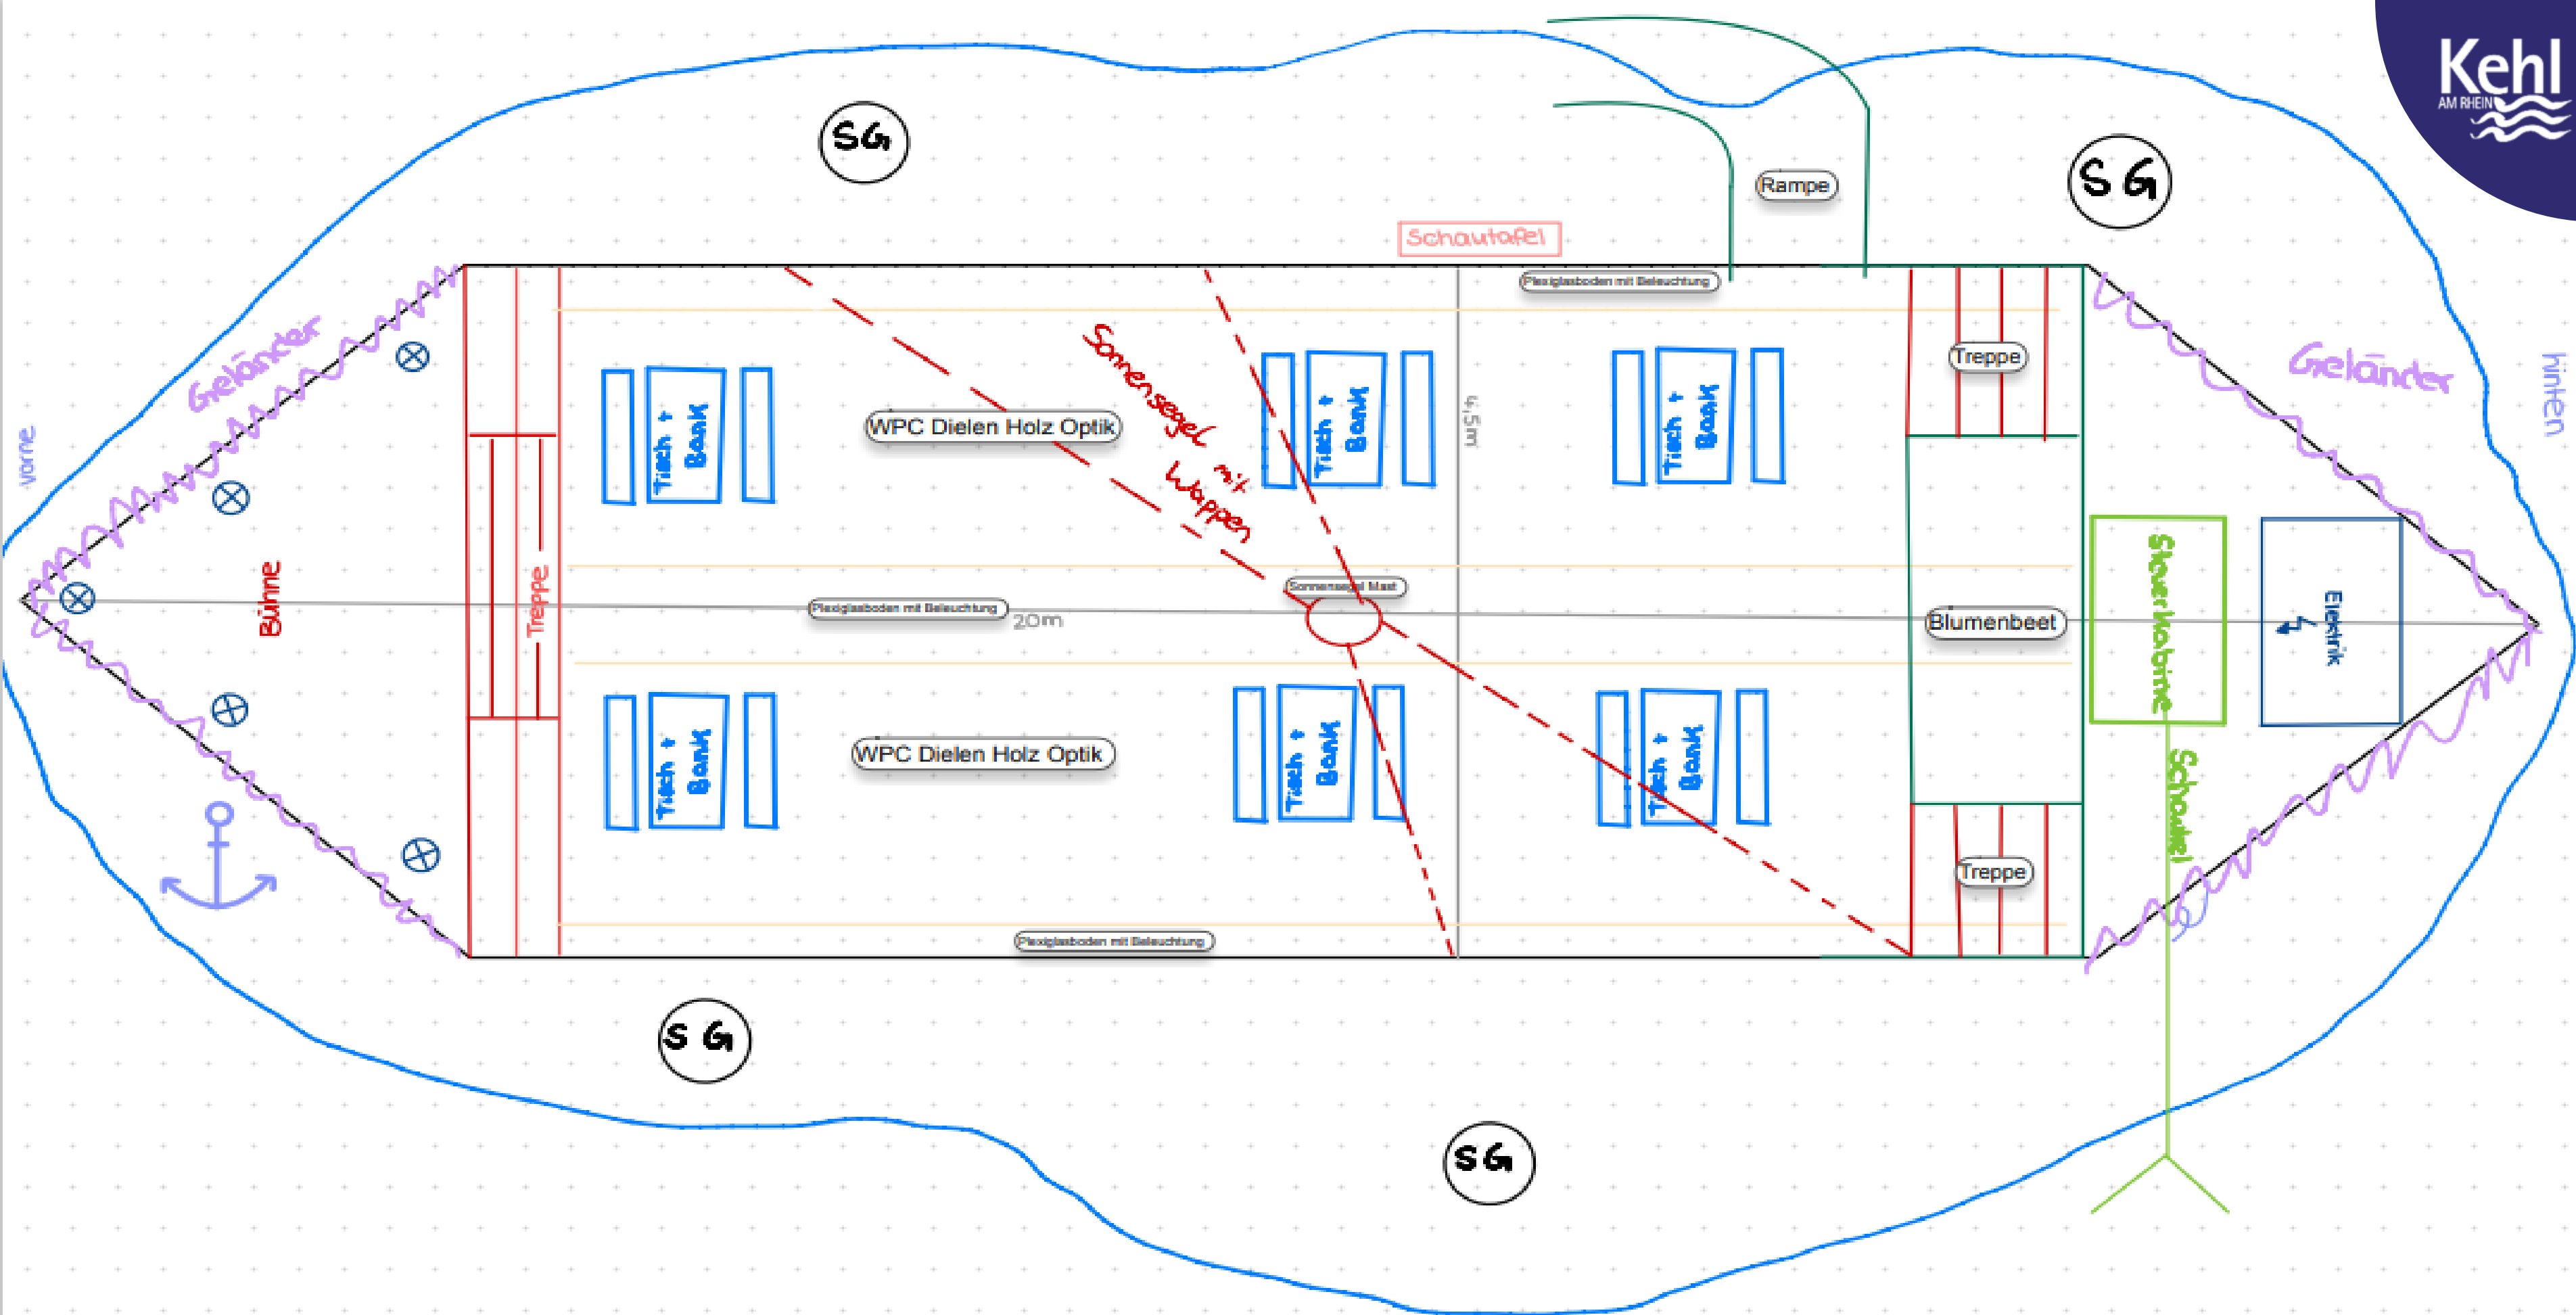 Kehl
AM RHEIN
SG
SG
Rampe
Schautafel
Plexiglasboden mit Beleuchtung
Geländer
Geländer
vorne
hinten
Treppe
Sonnensegel mit
Wappen
WPC Dielen Holz Optik
Tisch +
Bank
Tisch +
Bank
Tisch +
Bank
4,5m
Bühne
Treppe
Plexiglasboden mit Beleuchtung
20m
Sonnensegel Mast
Blumenbeet
Steuerkabine
Elektrik
WPC Dielen Holz Optik
Tisch +
Bank
Tisch +
Bank
Tisch +
Bank
Schaukel
Treppe
Plexiglasboden mit Beleuchtung
SG
SG